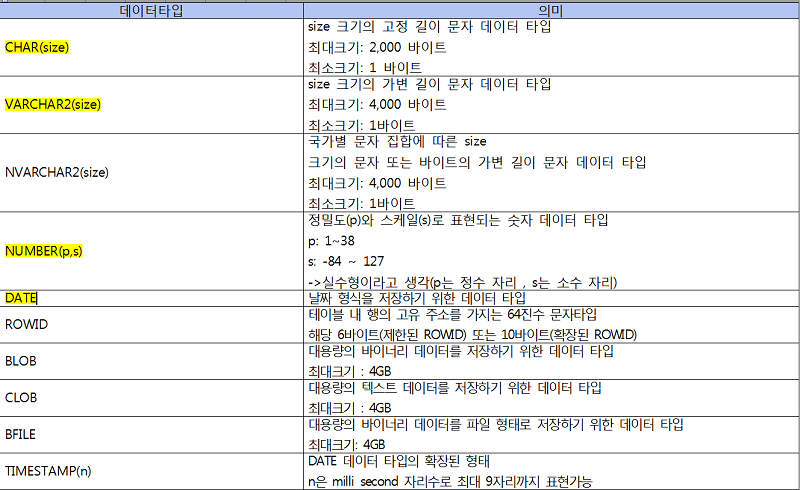 데이터타입 의미
CHAR(size)
size 크기의 고정 길이 문자 데이터 타입
최대크기: 2,000 바이트
최소크기: 1 바이트
VARCHAR2(size)
size 크기의 가변 길이 문자 데이터 타입
최대크기: 4,000 바이트
최소크기: 1바이트
NVARCHAR2(size)
국가별 문자 집합에 따른 size
크기의 문자 또는 바이트의 가변 길이 문자 데이터 타입
최대크기: 4,000 바이트
최소크기: 1바이트
NUMBER(p,s)
정밀도(p)와 스케일(s)로 표현되는 숫자 데이터 타입
p: 1~38
s: -84 ~ 127
->실수형이라고 생각(p는 정수 자리 , s는 소수 자리)
DATE
날짜 형식을 저장하기 위한 데이터 타입
ROWID
테이블 내 행의 고유 주소를 가지는 64진수 문자타입
해당 6바이트(제한된 ROWID) 또는 10바이트(확장된 ROWID)
BLOB
대용량의 바이너리 데이터를 저장하기 위한 데이터 타입
최대크기 : 4GB
CLOB
대용량의 텍스트 데이터를 저장하기 위한 데이터 타입
최대크기 : 4GB
BFILE
대용량의 바이너리 데이터를 파일 형태로 저장하기 위한 데이터 타입
최대크기: 4GB
TIMESTAMP(n)
DATE 데이터 타입의 확장된 형태
n은 milli second 자리수로 최대 9자리까지 표현가능